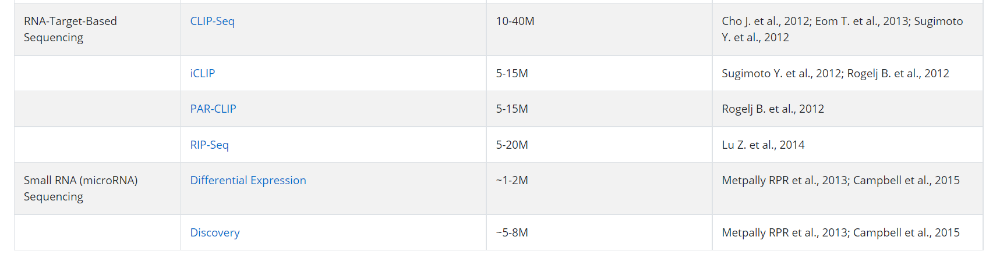 RNA-Target-Based Sequencing CLIP-Seq 10-40M Cho J. et al., 2012; Eom T. et al., 2013; Sugimoto Y. et al., 2012
iCLIP 5-15M Sugimoto Y. et al., 2012; Rogelj B. et al., 2012
PAR-CLIP 5-15M Rogelj B. et al., 2012
RIP-Seq 5-20M Lu Z. et al., 2014
Small RNA (microRNA) Sequencing Differential Expression ~1-2M Metpally RPR et al., 2013; Campbell et al., 2015
Discovery ~5-8M Metpally RPR et al., 2013; Campbell et al., 2015